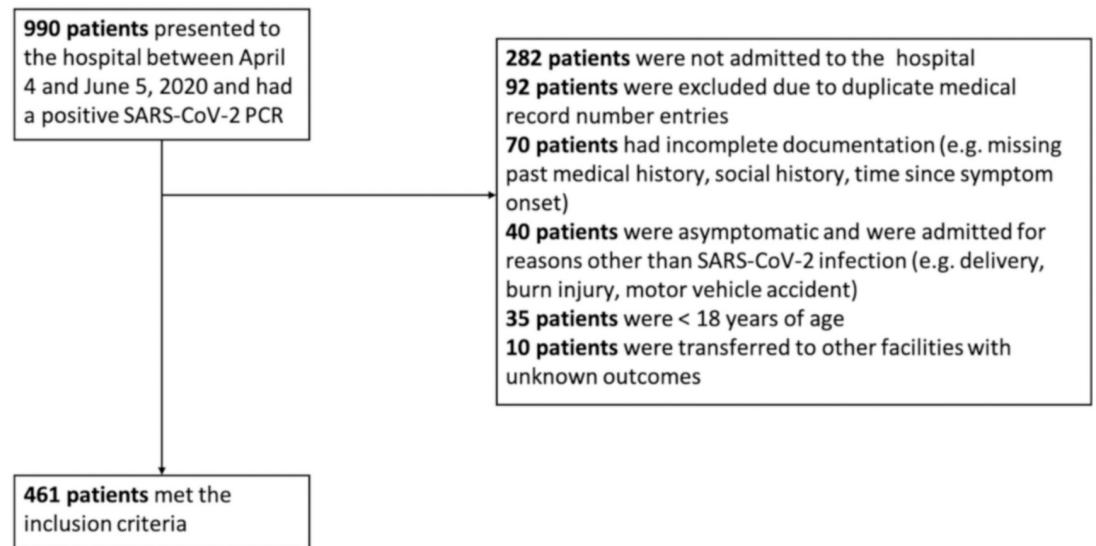 990 patients presented to
the hospital between April
4 and June 5, 2020 and had
a positive SARS-CoV-2 PCR
282 patients were not admitted to the hospital
92 patients were excluded due to duplicate medical
record number entries
70 patients had incomplete documentation (e.g. missing
past medical history, social history, time since symptom
onset)
40 patients were asymptomatic and were admitted for
reasons other than SARS-CoV-2 infection (e.g. delivery,
burn injury, motor vehicle accident)
35 patients were < 18 years of age
10 patients were transferred to other facilities with
unknown outcomes
461 patients met the
inclusion criteria